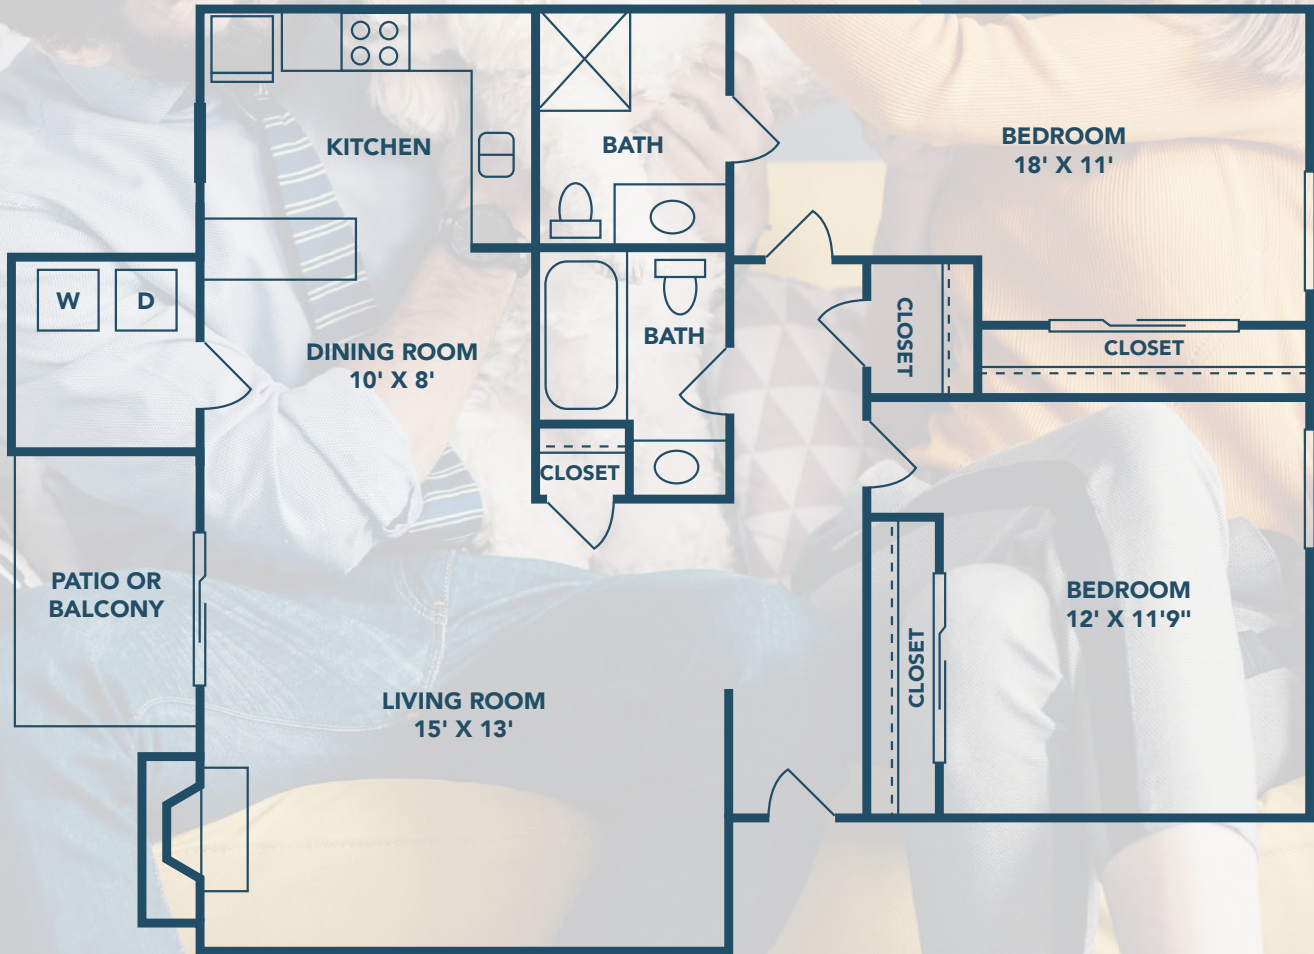 KITCHEN
BATH
BEDROOM
18' X 11'
W
D
CLOSET
BATH
CLOSET
DINING ROOM
10' X 8'
CLOSET
PATIO OR
BALCONY
BEDROOM
12' X 11'9"
CLOSET
LIVING ROOM
15' X 13'